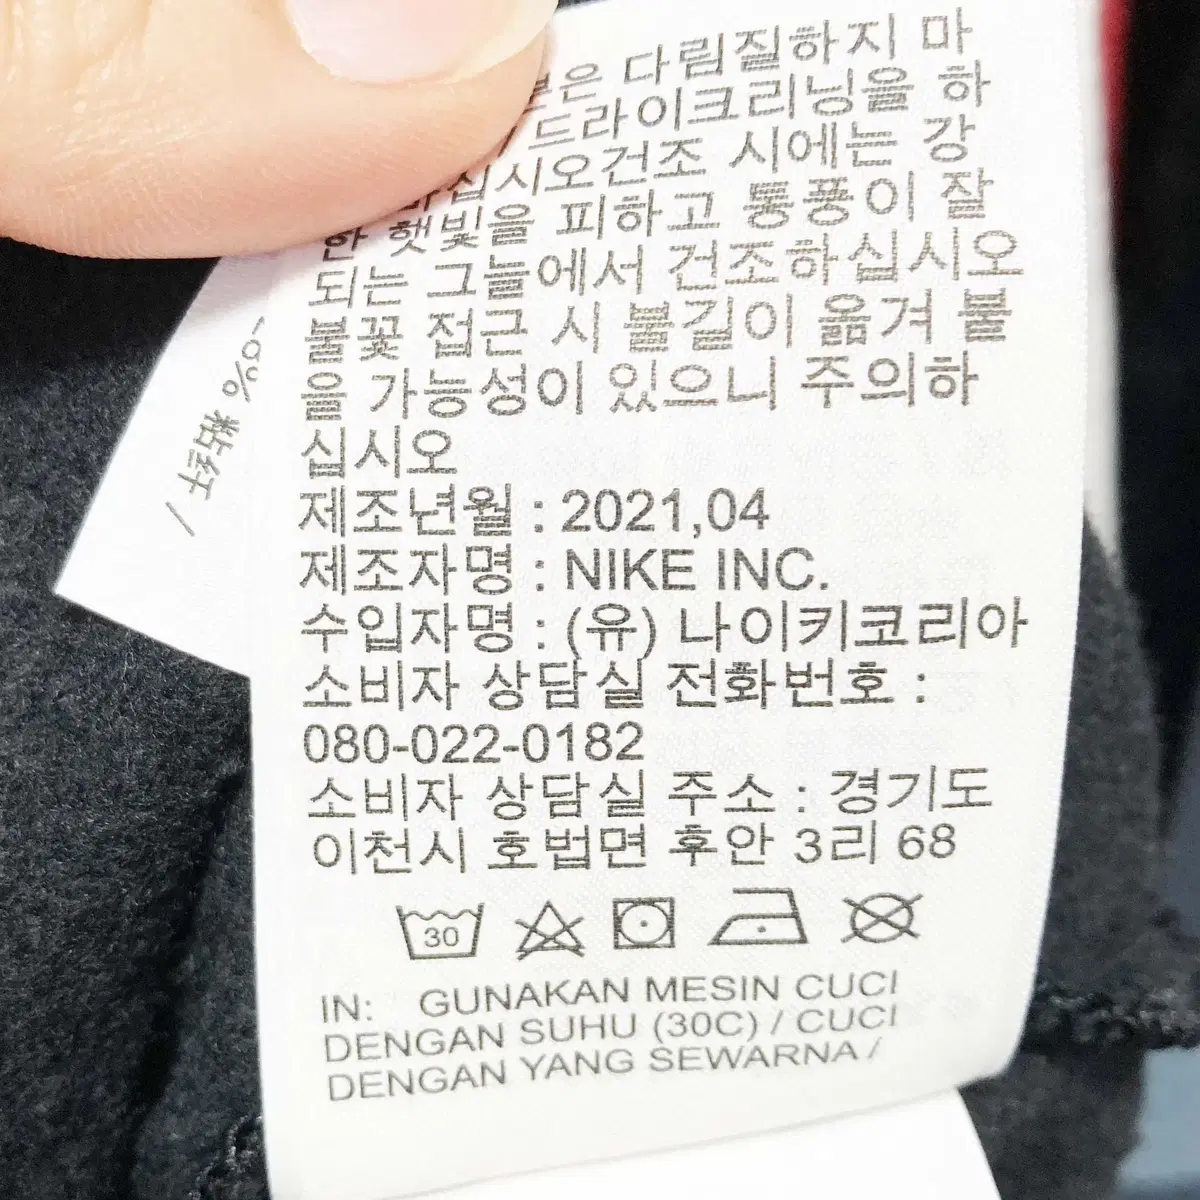 은 다림질하지 마
드라이크리닝을 하
십시오건조 시에는 강
한 햇빛을 피하고 통풍이 잘
되는 그늘에서 건조하십시오
불꽃 접근 시 불길이 옮겨 붙
을 가능성이 있으니 주의하
십시오
제조년월 : 2021,04
제조자명 : NIKE INC.
수입자명 : (유) 나이키코리아
소비자 상담실 전화번호 :
080-022-0182
소비자 상담실 주소 : 경기도
이천시 호법면 후안 3리 68
30
IN: GUNAKAN MESIN CUCI
DENGAN SUHU (30C) / CUCI
DENGAN YANG SEWARNA /
% 粘纤 /